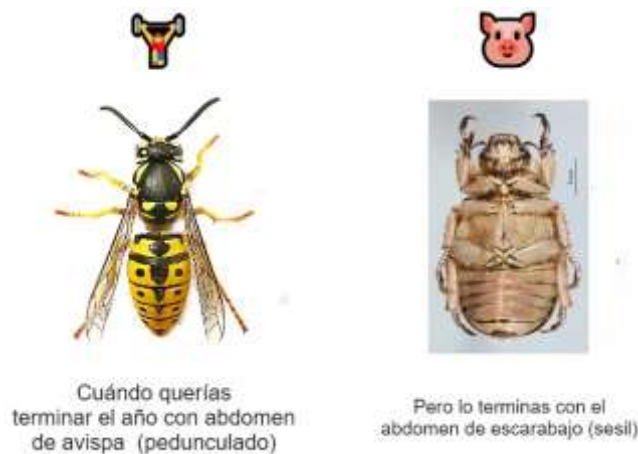 Cuándo querías
terminar el año con abdomen
de avispa (pedunculado)
Pero lo terminas con el
abdomen de escarabajo (sesil)